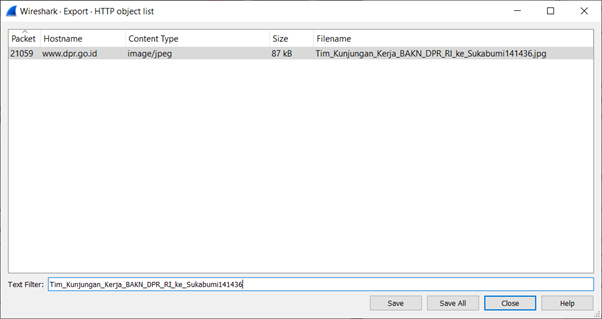 Wireshark · Export · HTTP object list
Packet Hostname Content Type Size Filename
21059 www.dpr.go.id image/jpeg 87 kB Tim_Kunjungan_Kerja_BAKN_DPR_RI_ke_Sukabumi141436.jpg
Text Filter: Tim_Kunjungan_Kerja_BAKN_DPR_RI_ke_Sukabumi141436
Save Save All Close Help